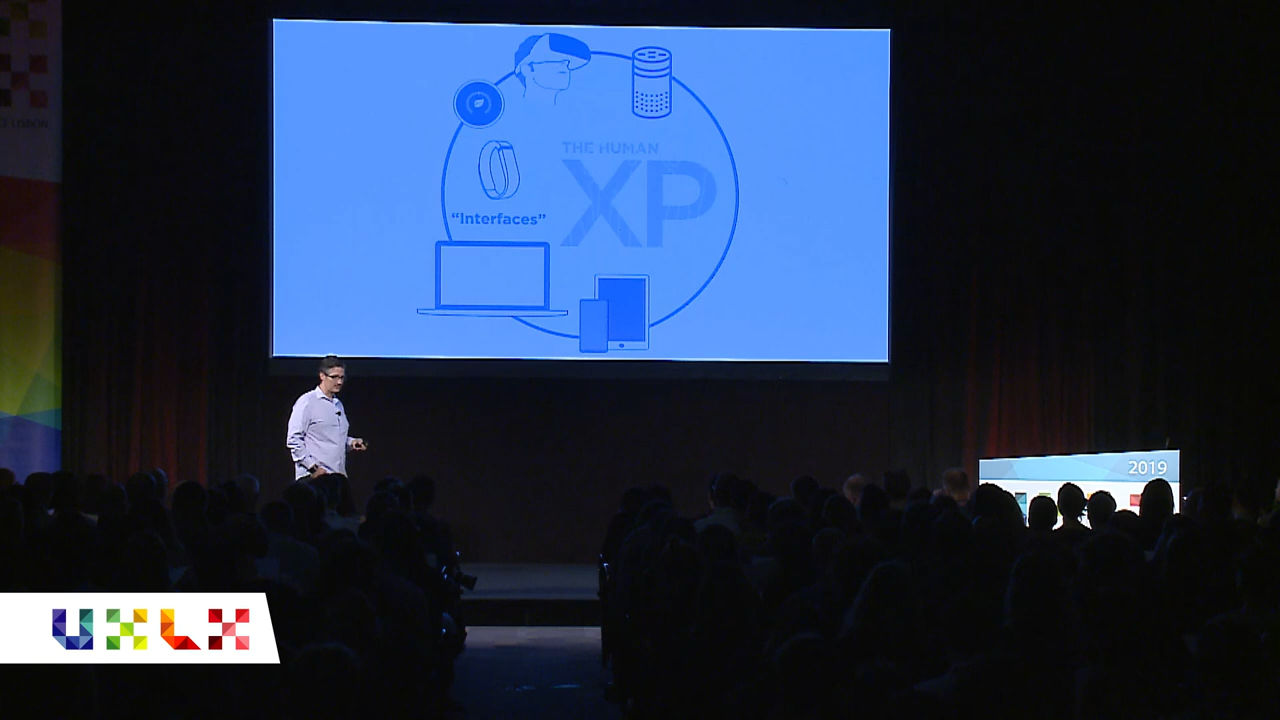 THE HUMAN
XP
“Interfaces”
2019
UXLX